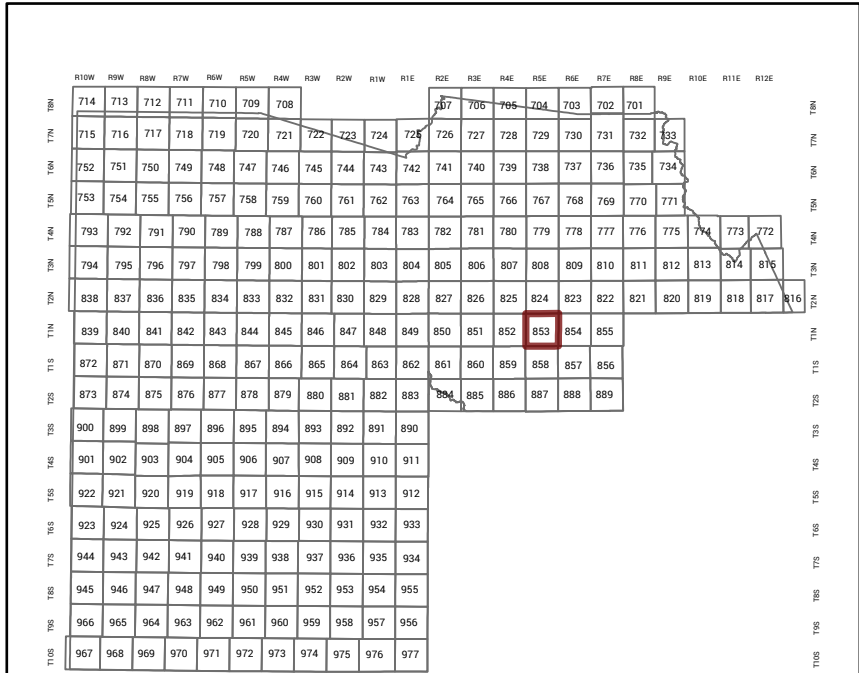 R10W R9W R8W R7W R6W R5W R4W R3W R2W R1W R1E R2E R3E R4E R5E R6E R7E R8E R9E R10E R11E R12E
T8N 714 713 712 711 710 709 708 707 706 705 704 703 702 701 T8N
T7N 715 716 717 718 719 720 721 722 723 724 725 726 727 728 729 730 731 732 733 T7N
T6N 752 751 750 749 748 747 746 745 744 743 742 741 740 739 738 737 736 735 734 T6N
T5N 753 754 755 756 757 758 759 760 761 762 763 764 765 766 767 768 769 770 771 T5N
T4N 793 792 791 790 789 788 787 786 785 784 783 782 781 780 779 778 777 776 775 774 773 772 T4N
T3N 794 795 796 797 798 799 800 801 802 803 804 805 806 807 808 809 810 811 812 813 814 815 T3N
T2N 838 837 836 835 834 833 832 831 830 829 828 827 826 825 824 823 822 821 820 819 818 817 816 T2N
T1N 839 840 841 842 843 844 845 846 847 848 849 850 851 852 853 854 855 T1N
T1S 872 871 870 869 868 867 866 865 864 863 862 861 860 859 858 857 856 T1S
T2S 873 874 875 876 877 878 879 880 881 882 883 884 885 886 887 888 889 T2S
T3S 900 899 898 897 896 895 894 893 892 891 890 T3S
T4S 901 902 903 904 905 906 907 908 909 910 911 T4S
T5S 922 921 920 919 918 917 916 915 914 913 912 T5S
T6S 923 924 925 926 927 928 929 930 931 932 933 T6S
T7S 944 943 942 941 940 939 938 937 936 935 934 T7S
T8S 945 946 947 948 949 950 951 952 953 954 955 T8S
T9S 966 965 964 963 962 961 960 959 958 957 956 T9S
T10S 967 968 969 970 971 972 973 974 975 976 977 T10S